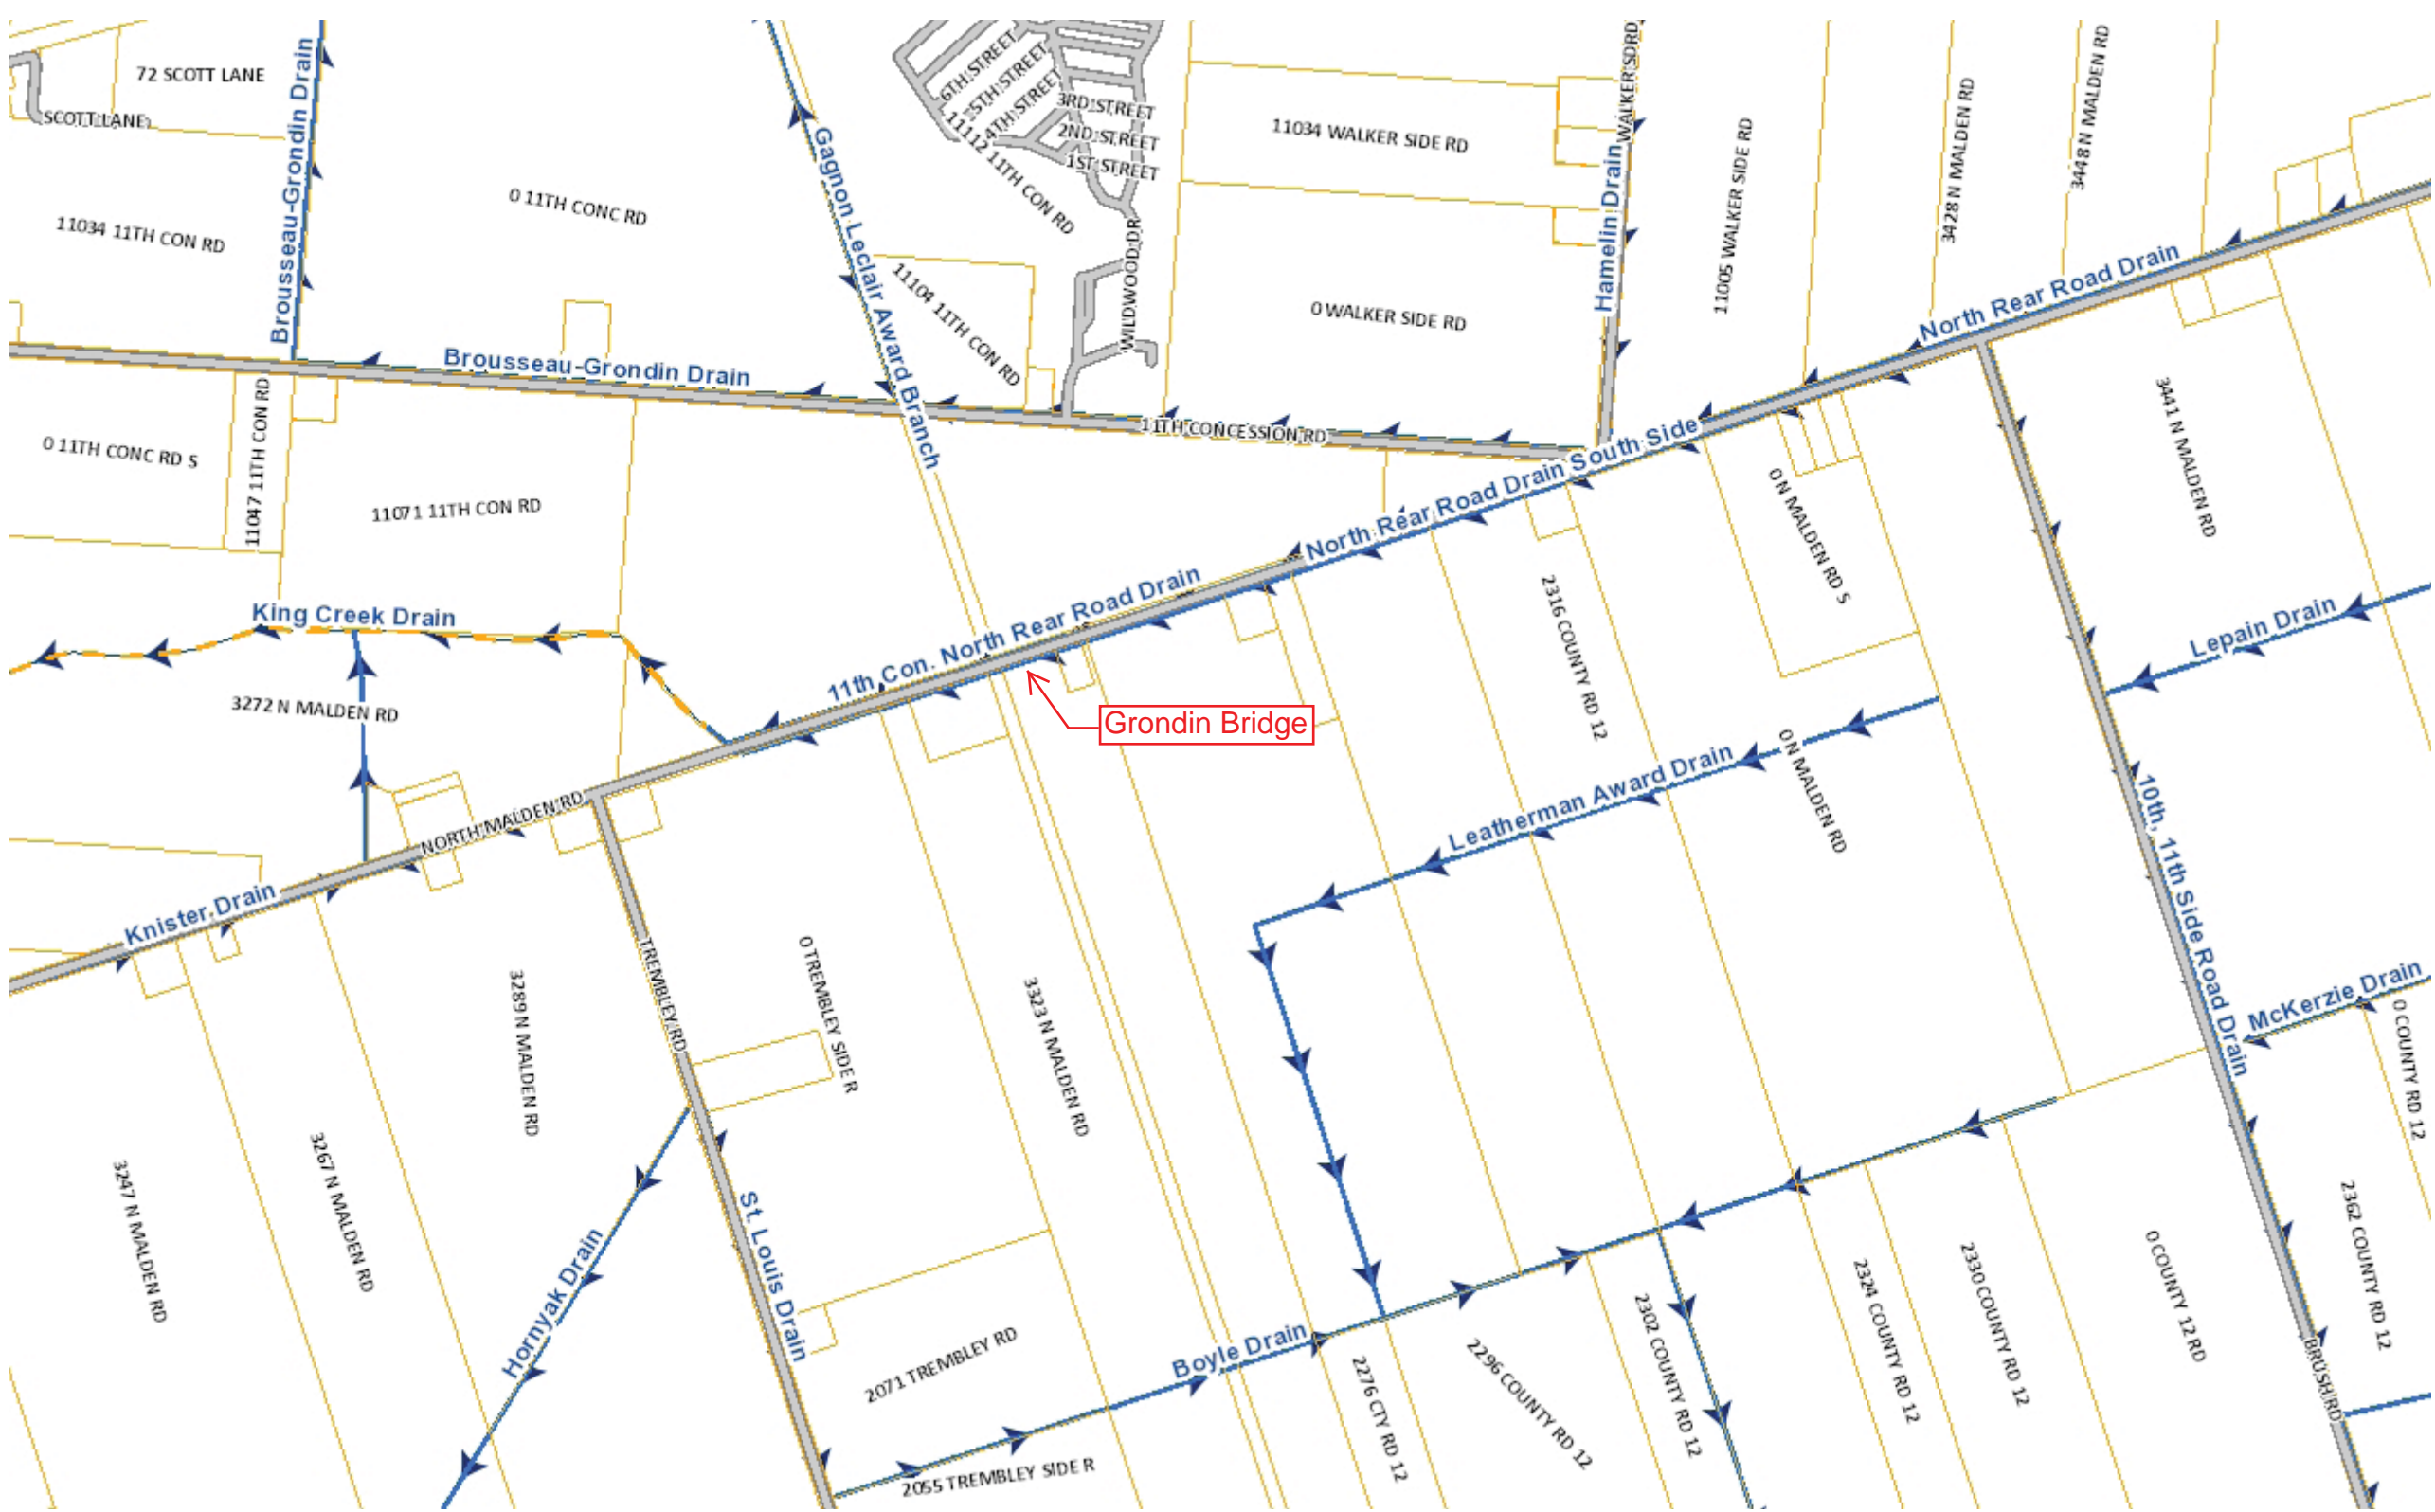 72 SCOTT LANE
SCOTT LANE
Brousseau-Grondin Drain
11034 11TH CON RD
0 11TH CONC RD
Gagnon Leclair Award Branch
6TH STREET
5TH STREET
4TH STREET
3RD STREET
2ND STREET
1ST STREET
11112 11TH CON RD
11104 11TH CON RD
WILDWOOD DR
11034 WALKER SIDE RD
0 WALKER SIDE RD
WALKER SDRD
Hamelin Drain
11005 WALKER SIDE RD
3428 N MALDEN RD
3448 N MALDEN RD
North Rear Road Drain
Brousseau-Grondin Drain
11TH CONCESSION RD
North Rear Road Drain South Side
0 11TH CONC RD S
11047 11TH CON RD
11071 11TH CON RD
0 N MALDEN RD S
3441 N MALDEN RD
King Creek Drain
11th Con. North Rear Road Drain
2316 COUNTY RD 12
Lepain Drain
3272 N MALDEN RD
Grondin Bridge
0 N MALDEN RD
Leatherman Award Drain
NORTH MALDEN RD
Knister Drain
10th, 11th Side Road Drain
McKerzie Drain
0 COUNTY RD 12
TREMBLEY RD
0 TREMBLEY SIDE R
3289 N MALDEN RD
3323 N MALDEN RD
3267 N MALDEN RD
3247 N MALDEN RD
Hornyak Drain
St. Louis Drain
2071 TREMBLEY RD
Boyle Drain
2055 TREMBLEY SIDE R
2276 CTY RD 12
2296 COUNTY RD 12
2302 COUNTY RD 12
2324 COUNTY RD 12
2330 COUNTY RD 12
0 COUNTY 12 RD
2362 COUNTY RD 12
BRUSH RD